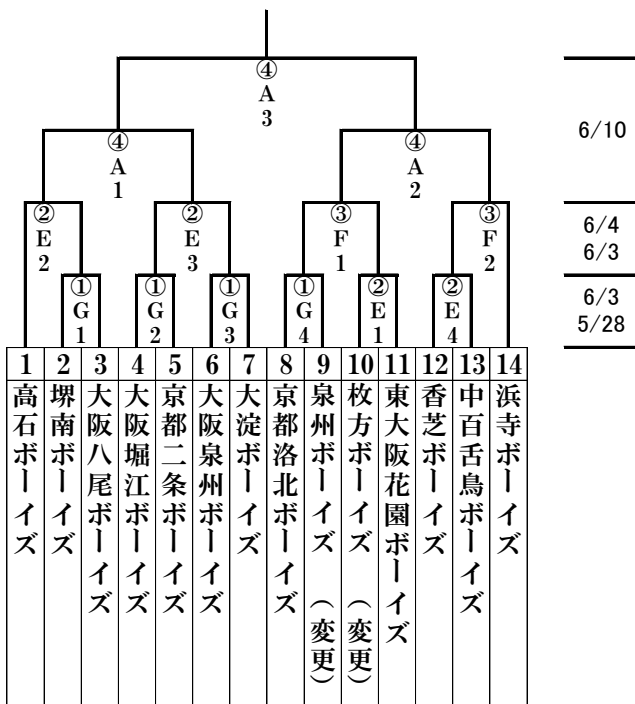 ④
A
3
6/10
④
A
1
④
A
2
②
E
2
②
E
3
③
F
1
③
F
2
6/4
6/3
①
G
1
①
G
2
①
G
3
①
G
4
②
E
1
②
E
4
6/3
5/28
1
2
3
4
5
6
7
8
9
10
11
12
13
14
高石ボーイズ
堺南ボーイズ
大阪八尾ボーイズ
大阪堀江ボーイズ
京都二条ボーイズ
大阪泉州ボーイズ
大淀ボーイズ
京都洛北ボーイズ
泉州ボーイズ （変更）
枚方ボーイズ （変更）
東大阪花園ボーイズ
香芝ボーイズ
中百舌鳥ボーイズ
浜寺ボーイズ